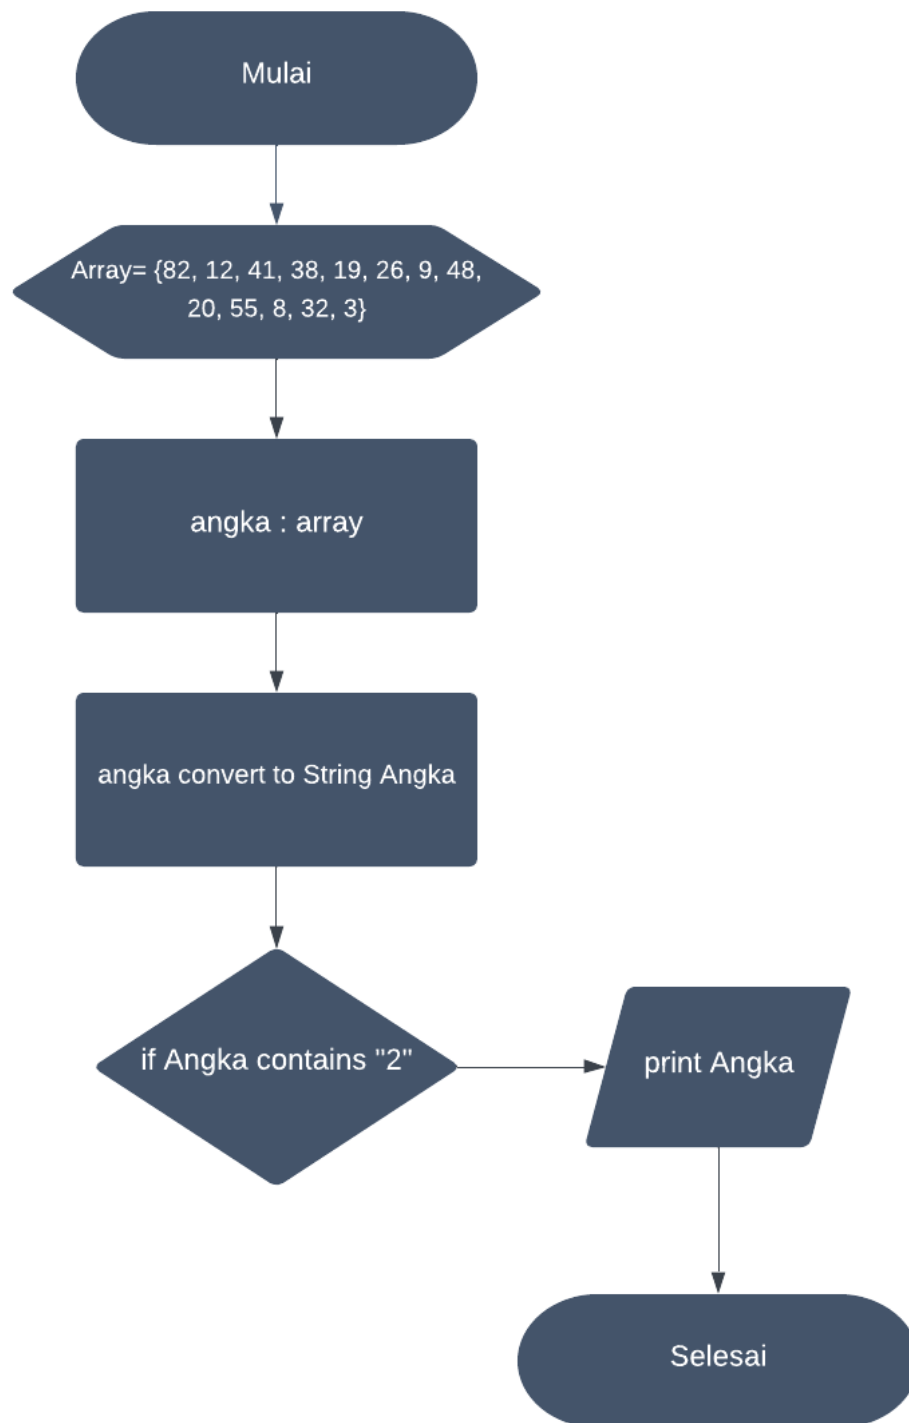 Mulai
Array= {82, 12, 41, 38, 19, 26, 9, 48,
20, 55, 8, 32, 3}
angka : array
angka convert to String Angka
if Angka contains "2"
print Angka
Selesai